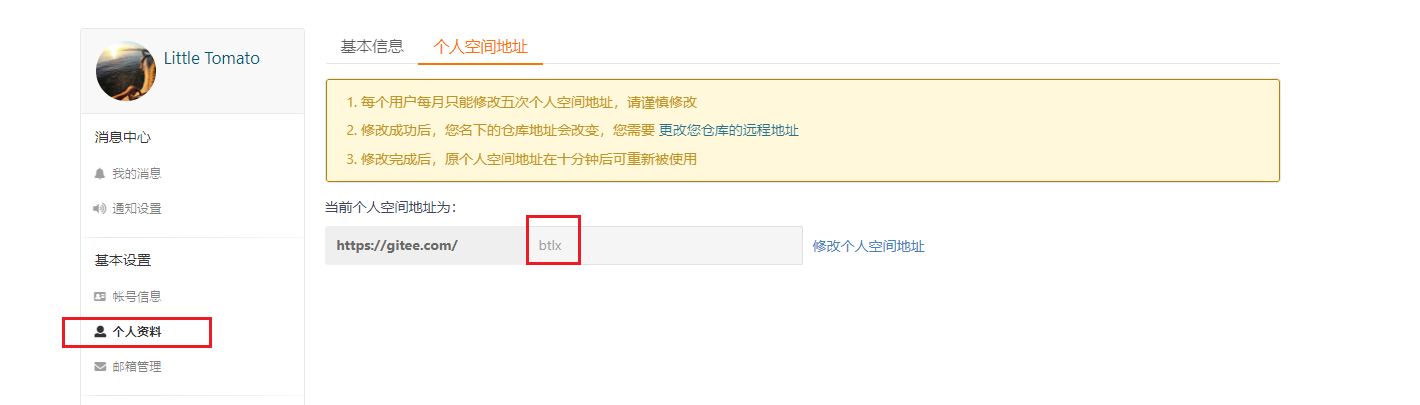 Little Tomato
消息中心
我的消息
通知设置
基本设置
帐号信息
个人资料
邮箱管理
基本信息 个人空间地址
1. 每个用户每月只能修改五次个人空间地址，请谨慎修改
2. 修改成功后，您名下的仓库地址会改变，您需要 更改您仓库的远程地址
3. 修改完成后，原个人空间地址在十分钟后可重新被使用
当前个人空间地址为：
https://gitee.com/ btlx 修改个人空间地址